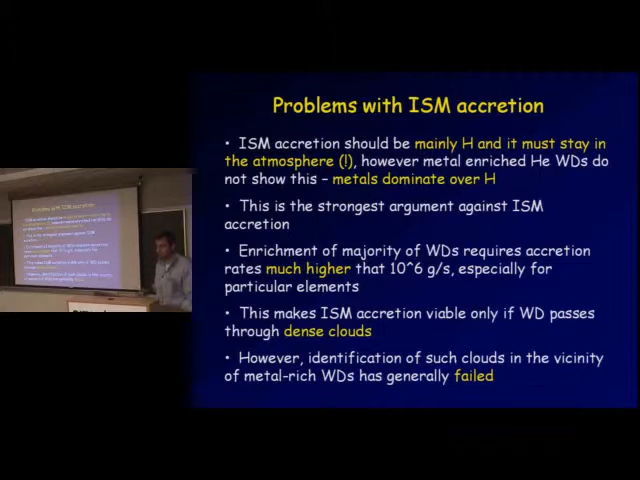 Problems with ISM accretion
• ISM accretion should be mainly H and it must stay in
the atmosphere (!), however metal enriched He WDs do
not show this – metals dominate over H
• This is the strongest argument against ISM
accretion
• Enrichment of majority of WDs requires accretion
rates much higher that 10^6 g/s, especially for
particular elements
• This makes ISM accretion viable only if WD passes
through dense clouds
• However, identification of such clouds in the vicinity
of metal-rich WDs has generally failed